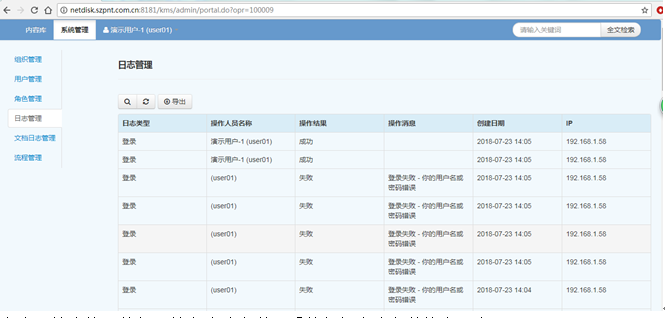 netdisk.szpnt.com.cn:8181/kms/admin/portal.do?opr=100009
内容库 系统管理 演示用户-1 (user01) 请输入关键词 全文检索
组织管理
用户管理
角色管理
日志管理
文档日志管理
流程管理
日志管理
导出
日志类型 操作人员名称 操作结果 操作消息 创建日期 IP
登录 演示用户-1 (user01) 成功 2018-07-23 14:05 192.168.1.58
登录 演示用户-1 (user01) 成功 2018-07-23 14:05 192.168.1.58
登录 (user01) 失败 登录失败 - 你的用户名或 2018-07-23 14:05 192.168.1.58
密码错误
登录 (user01) 失败 登录失败 - 你的用户名或 2018-07-23 14:05 192.168.1.58
密码错误
登录 (user01) 失败 登录失败 - 你的用户名或 2018-07-23 14:05 192.168.1.58
密码错误
登录 (user01) 失败 登录失败 - 你的用户名或 2018-07-23 14:05 192.168.1.58
密码错误
登录 (user01) 失败 登录失败 - 你的用户名或 2018-07-23 14:04 192.168.1.58
密码错误